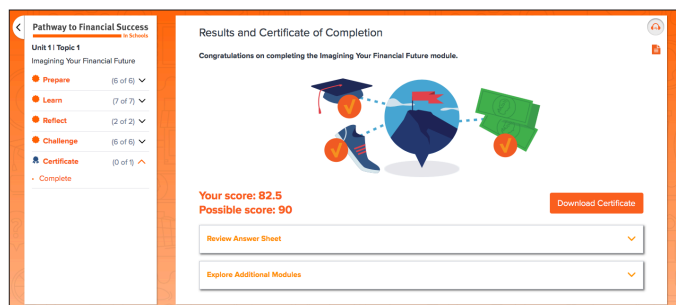 Pathway to Financial Success
in Schools
Unit 1 | Topic 1
Imagining Your Financial Future
Prepare (6 of 6)
Learn (7 of 7)
Reflect (2 of 2)
Challenge (6 of 6)
Certificate (0 of 1)
Complete
Results and Certificate of Completion
Congratulations on completing the Imagining Your Financial Future module.
Your score: 82.5
Possible score: 90
Download Certificate
Review Answer Sheet
Explore Additional Modules